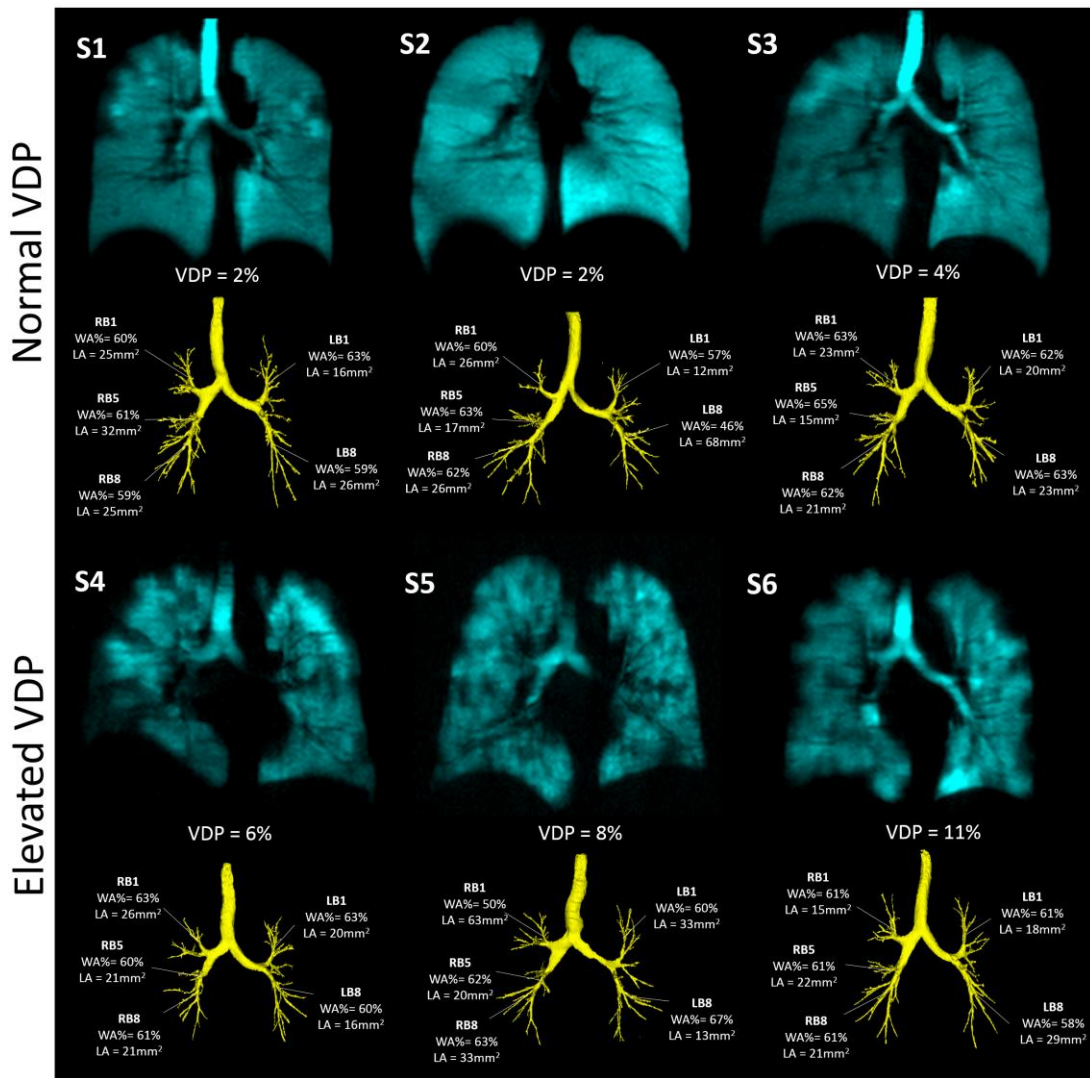 Normal VDP
S1
S2
S3
VDP = 2%
VDP = 2%
VDP = 4%
RB1
WA%= 60%
LA = 25mm²
LB1
WA%= 63%
LA = 16mm²
RB5
WA%= 61%
LA = 32mm²
RB8
WA%= 59%
LA = 25mm²
LB8
WA%= 59%
LA = 26mm²
RB1
WA%= 60%
LA = 26mm²
LB1
WA%= 57%
LA = 12mm²
RB5
WA%= 63%
LA = 17mm²
LB8
WA%= 46%
LA = 68mm²
RB8
WA%= 62%
LA = 26mm²
RB1
WA%= 63%
LA = 23mm²
LB1
WA%= 62%
LA = 20mm²
RB5
WA%= 65%
LA = 15mm²
RB8
WA%= 62%
LA = 21mm²
LB8
WA%= 63%
LA = 23mm²
Elevated VDP
S4
S5
S6
VDP = 6%
VDP = 8%
VDP = 11%
RB1
WA%= 63%
LA = 26mm²
LB1
WA%= 63%
LA = 20mm²
RB5
WA%= 60%
LA = 21mm²
RB8
WA%= 61%
LA = 21mm²
LB8
WA%= 60%
LA = 16mm²
RB1
WA%= 50%
LA = 63mm²
LB1
WA%= 60%
LA = 33mm²
RB5
WA%= 62%
LA = 20mm²
RB8
WA%= 63%
LA = 33mm²
LB8
WA%= 67%
LA = 13mm²
RB1
WA%= 61%
LA = 15mm²
LB1
WA%= 61%
LA = 18mm²
RB5
WA%= 61%
LA = 22mm²
RB8
WA%= 61%
LA = 21mm²
LB8
WA%= 58%
LA = 29mm²